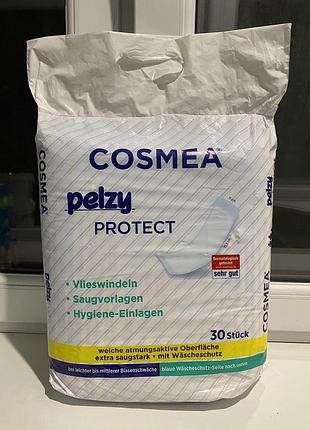 COSMEA
pelzy
PROTECT
Dermatologisch
getestet
sehr gut
• Vlieswindeln
• Saugvorlagen
• Hygiene-Einlagen
30 Stück
weiche atmungsaktive Oberfläche
extra saugstark • mit Wäscheschutz
bei leichter bis mittlerer Blasenschwäche
blaue Wäscheschutz-Seite nach unten
COSMEA
COSMEA